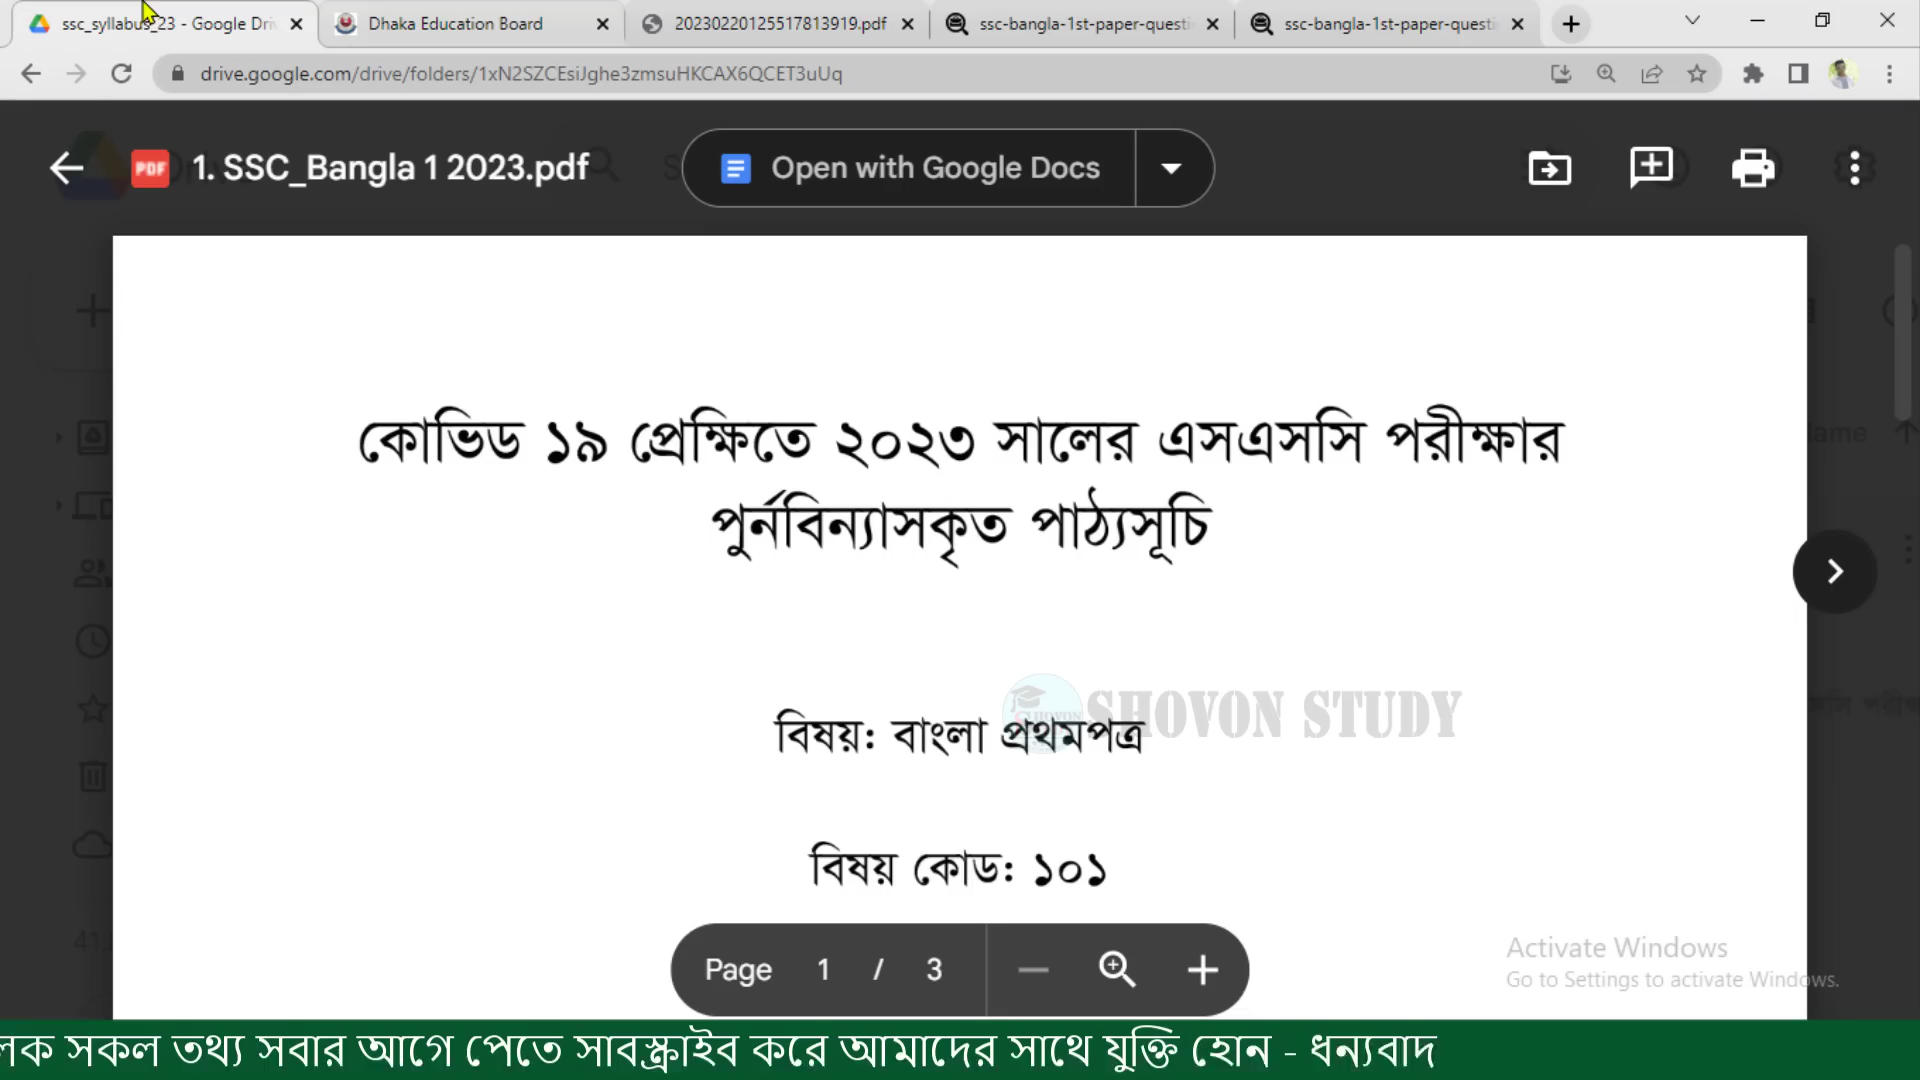 ssc_syllabus_23 - Google Dri
Dhaka Education Board
20230220125517813919.pdf
ssc-bangla-1st-paper-questi
ssc-bangla-1st-paper-questi
drive.google.com/drive/folders/1xN2SZCEsiJghe3zmsuHKCAX6QCET3uUq
PDF
1. SSC_Bangla 1 2023.pdf
Open with Google Docs
কোভিড ১৯ প্রেক্ষিতে ২০২৩ সালের এসএসসি পরীক্ষার
পুর্নবিন্যাসকৃত পাঠ্যসূচি
SHOVON STUDY
বিষয়: বাংলা প্রথমপত্র
বিষয় কোড: ১০১
Page 1 / 3
Activate Windows
Go to Settings to activate Windows.
লক সকল তথ্য সবার আগে পেতে সাবস্ক্রাইব করে আমাদের সাথে যুক্তি হোন - ধন্যবাদ